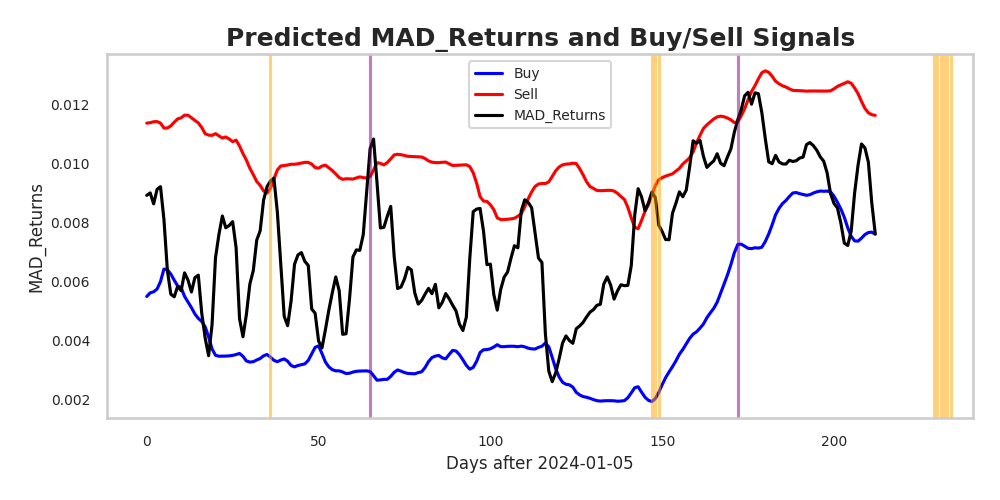 Predicted MAD_Returns and Buy/Sell Signals
Buy
Sell
MAD_Returns
MAD_Returns
0.012
0.010
0.008
0.006
0.004
0.002
0
50
100
150
200
Days after 2024-01-05